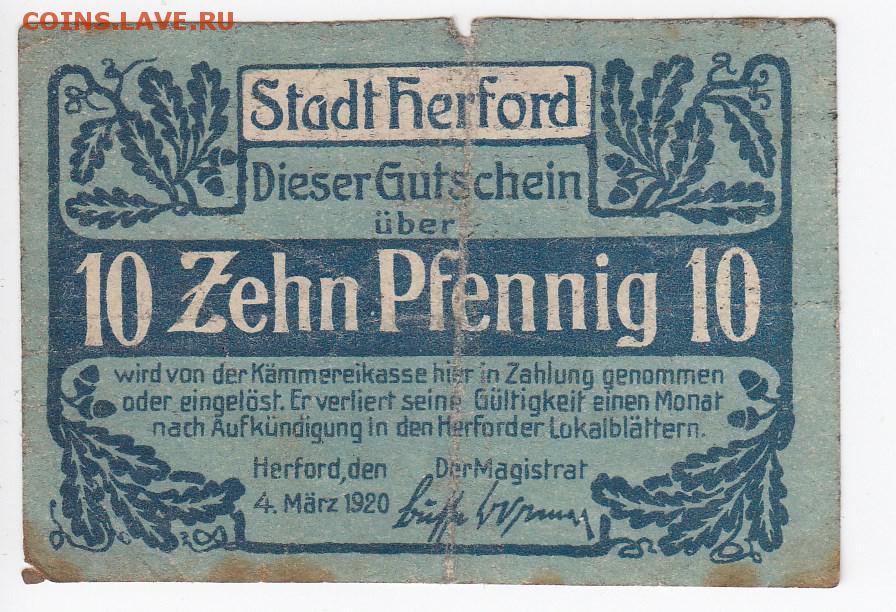 COINS.LAVE.RU
Stadt Herford
Dieser Gutschein
über
10 Zehn Pfennig 10
wird von der Kämmereikasse hier in Zahlung genommen
oder eingelöst. Er verliert seine Gültigkeit einen Monat
nach Aufkündigung in den Herforder Lokalblättern.
Herford, den Der Magistrat
4. März 1920